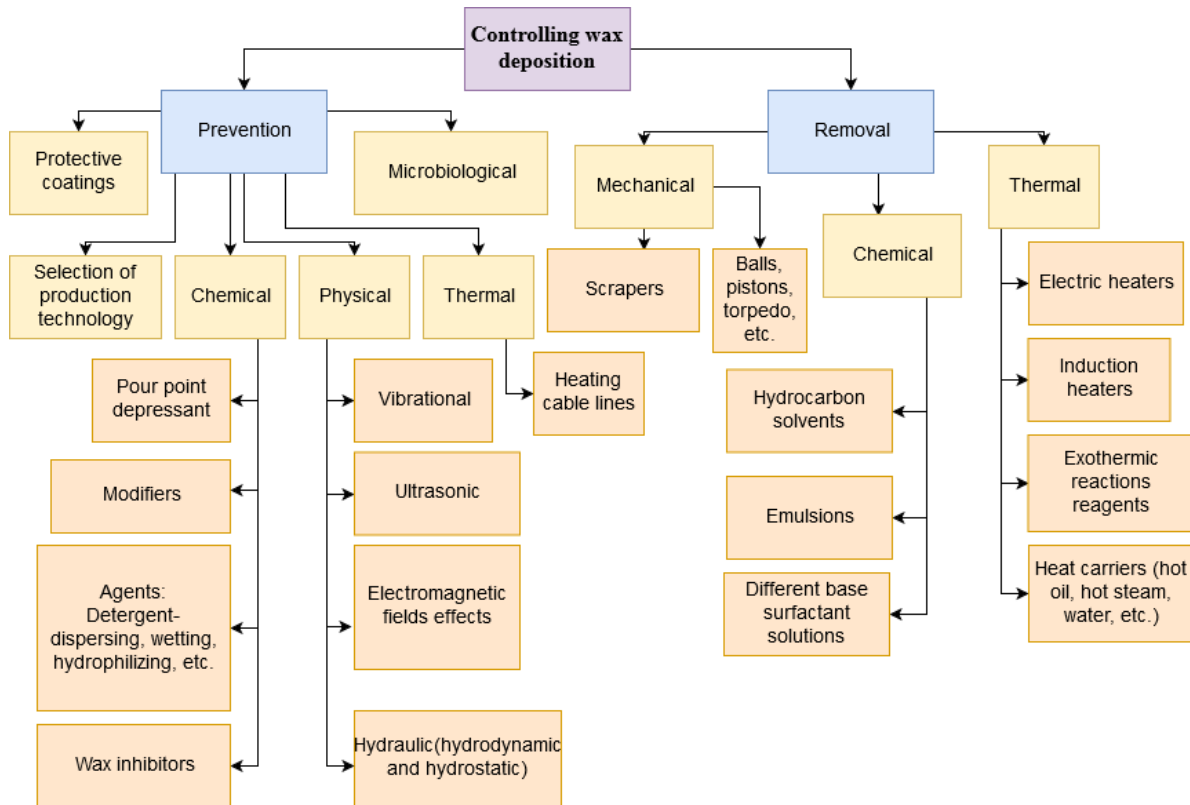 Controlling wax
deposition
Prevention
Removal
Protective
coatings
Microbiological
Mechanical
Thermal
Selection of
production
technology
Chemical
Physical
Thermal
Scrapers
Balls,
pistons,
torpedo,
etc.
Chemical
Electric heaters
Pour point
depressant
Vibrational
Heating
cable lines
Hydrocarbon
solvents
Induction
heaters
Modifiers
Ultrasonic
Emulsions
Exothermic
reactions
reagents
Agents:
Detergent-
dispersing, wetting,
hydrophilizing, etc.
Electromagnetic
fields effects
Different base
surfactant
solutions
Heat carriers (hot
oil, hot steam,
water, etc.)
Wax inhibitors
Hydraulic(hydrodynamic
and hydrostatic)